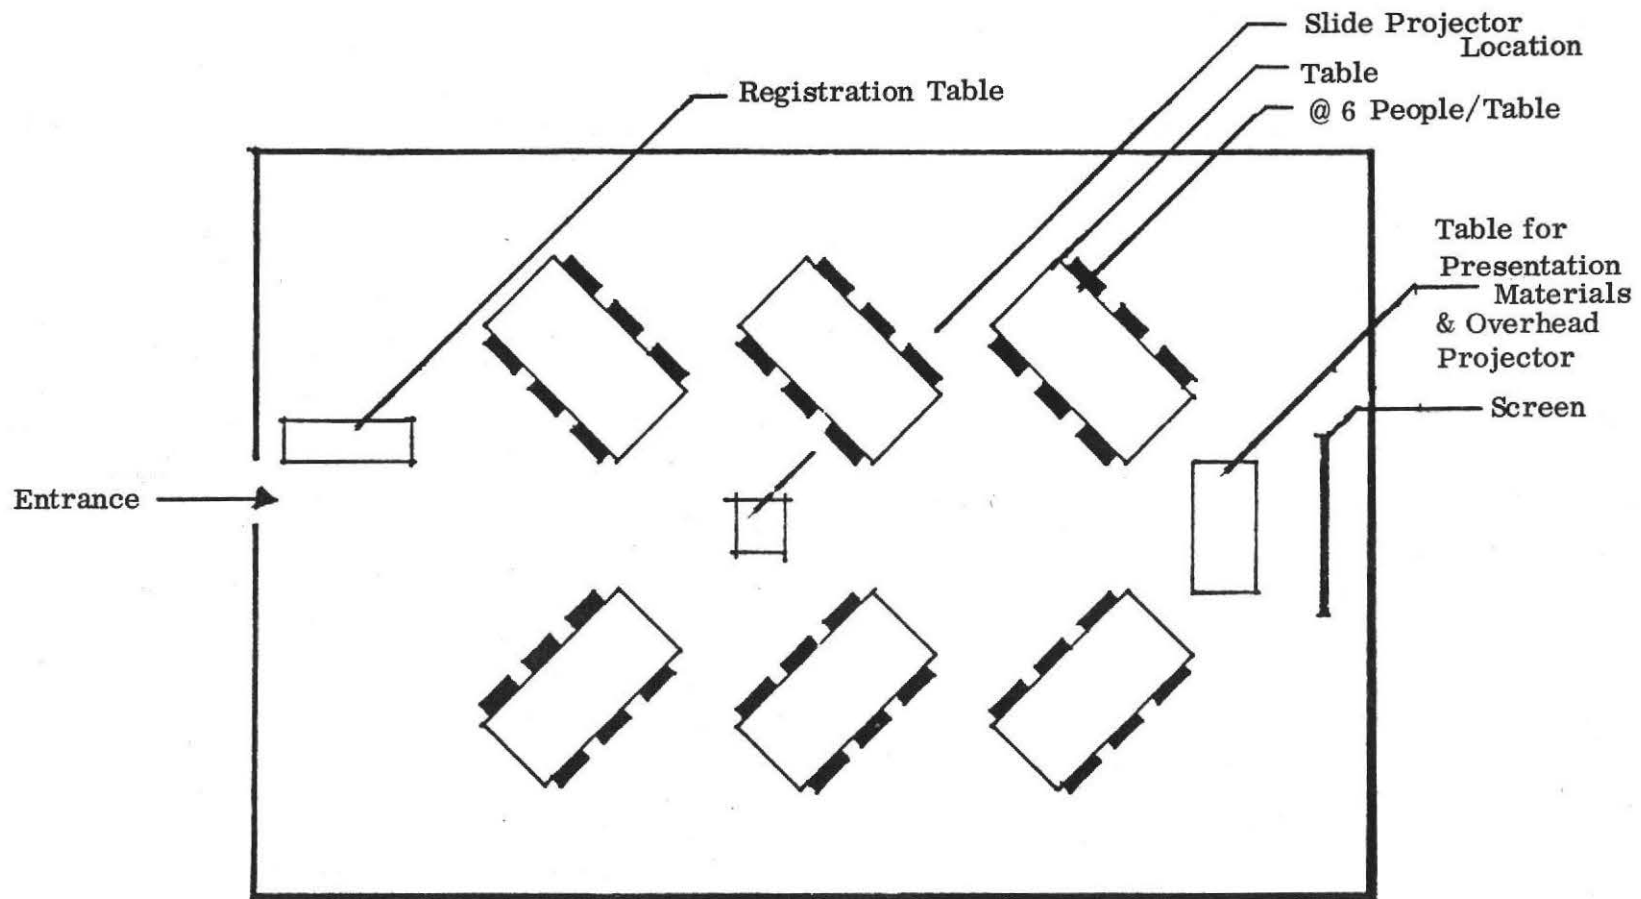 Slide Projector
Location
Table
@ 6 People/Table
Registration Table
Table for
Presentation
Materials
& Overhead
Projector
Screen
Entrance